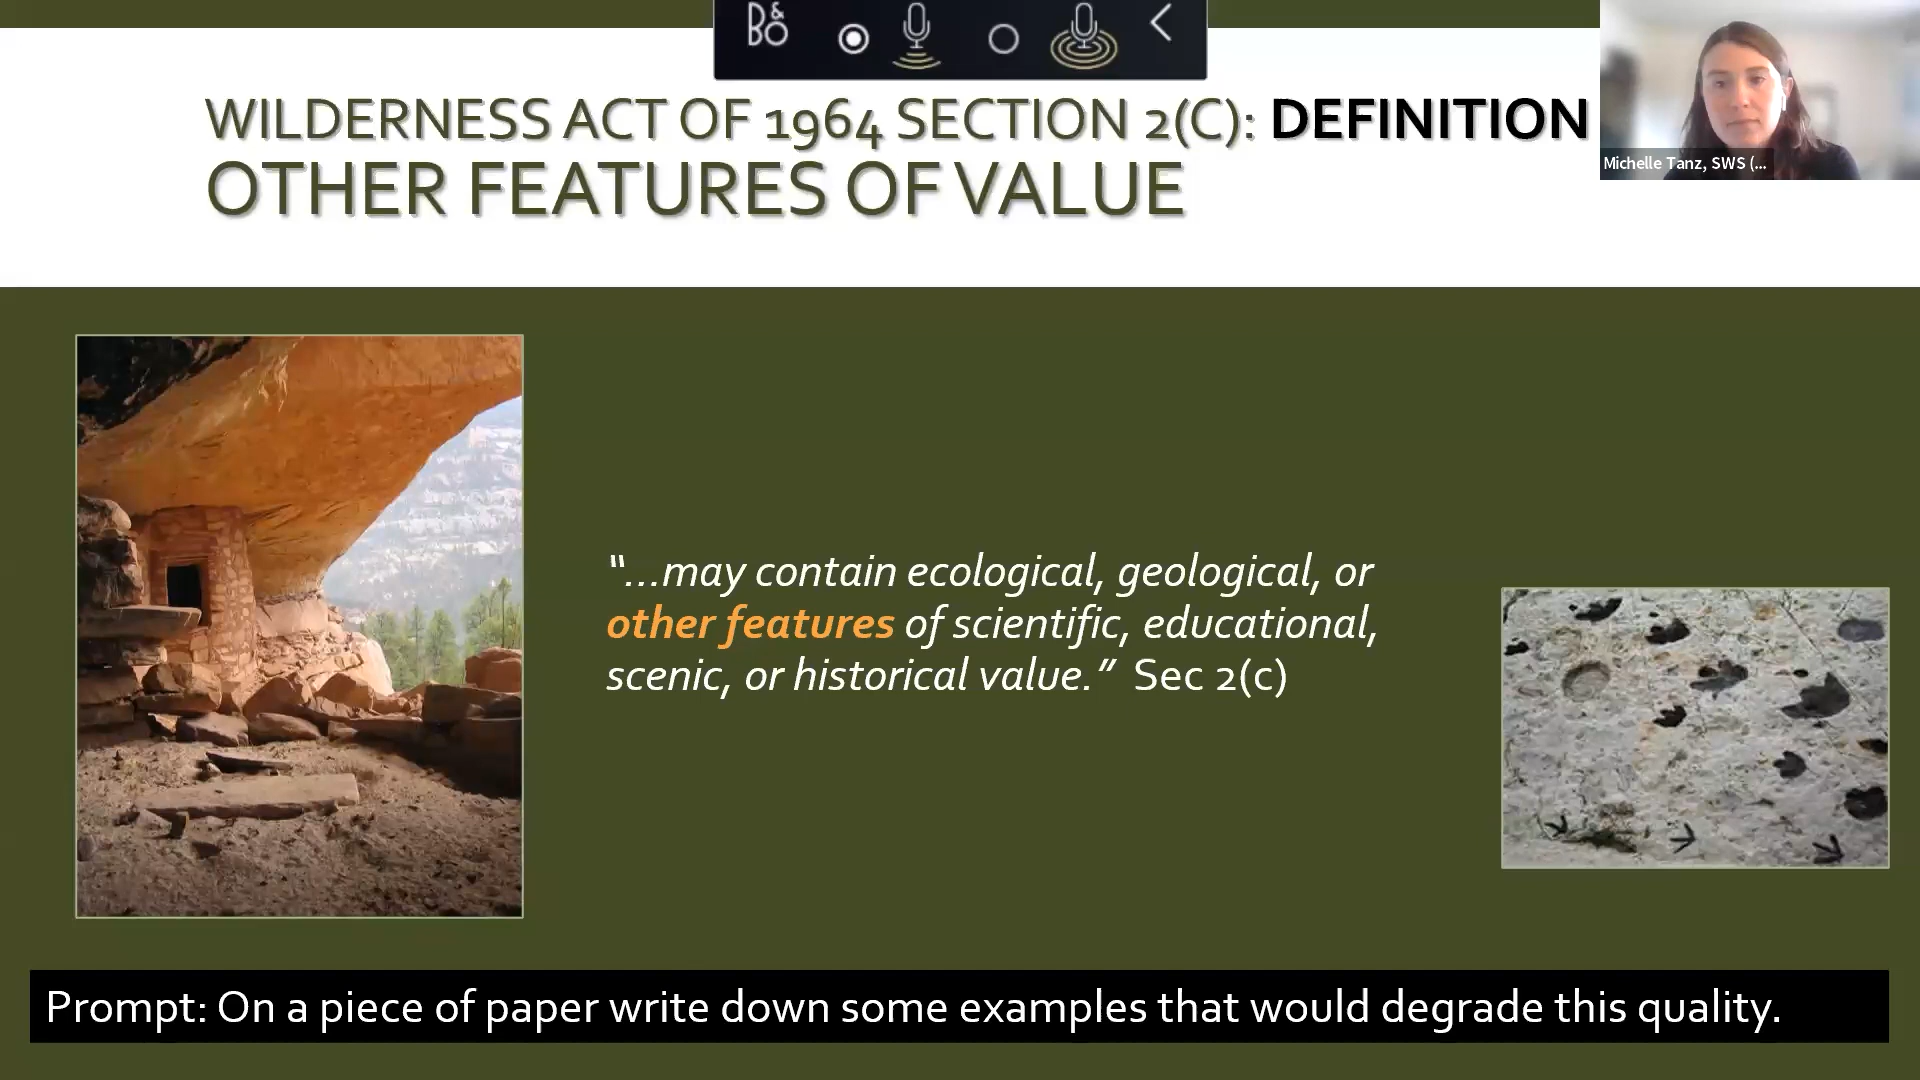 B&O
WILDERNESS ACT OF 1964 SECTION 2(C): DEFINITION
OTHER FEATURES OF VALUE
Michelle Tanz, SWS (...
“...may contain ecological, geological, or
other features of scientific, educational,
scenic, or historical value.” Sec 2(c)
Prompt: On a piece of paper write down some examples that would degrade this quality.